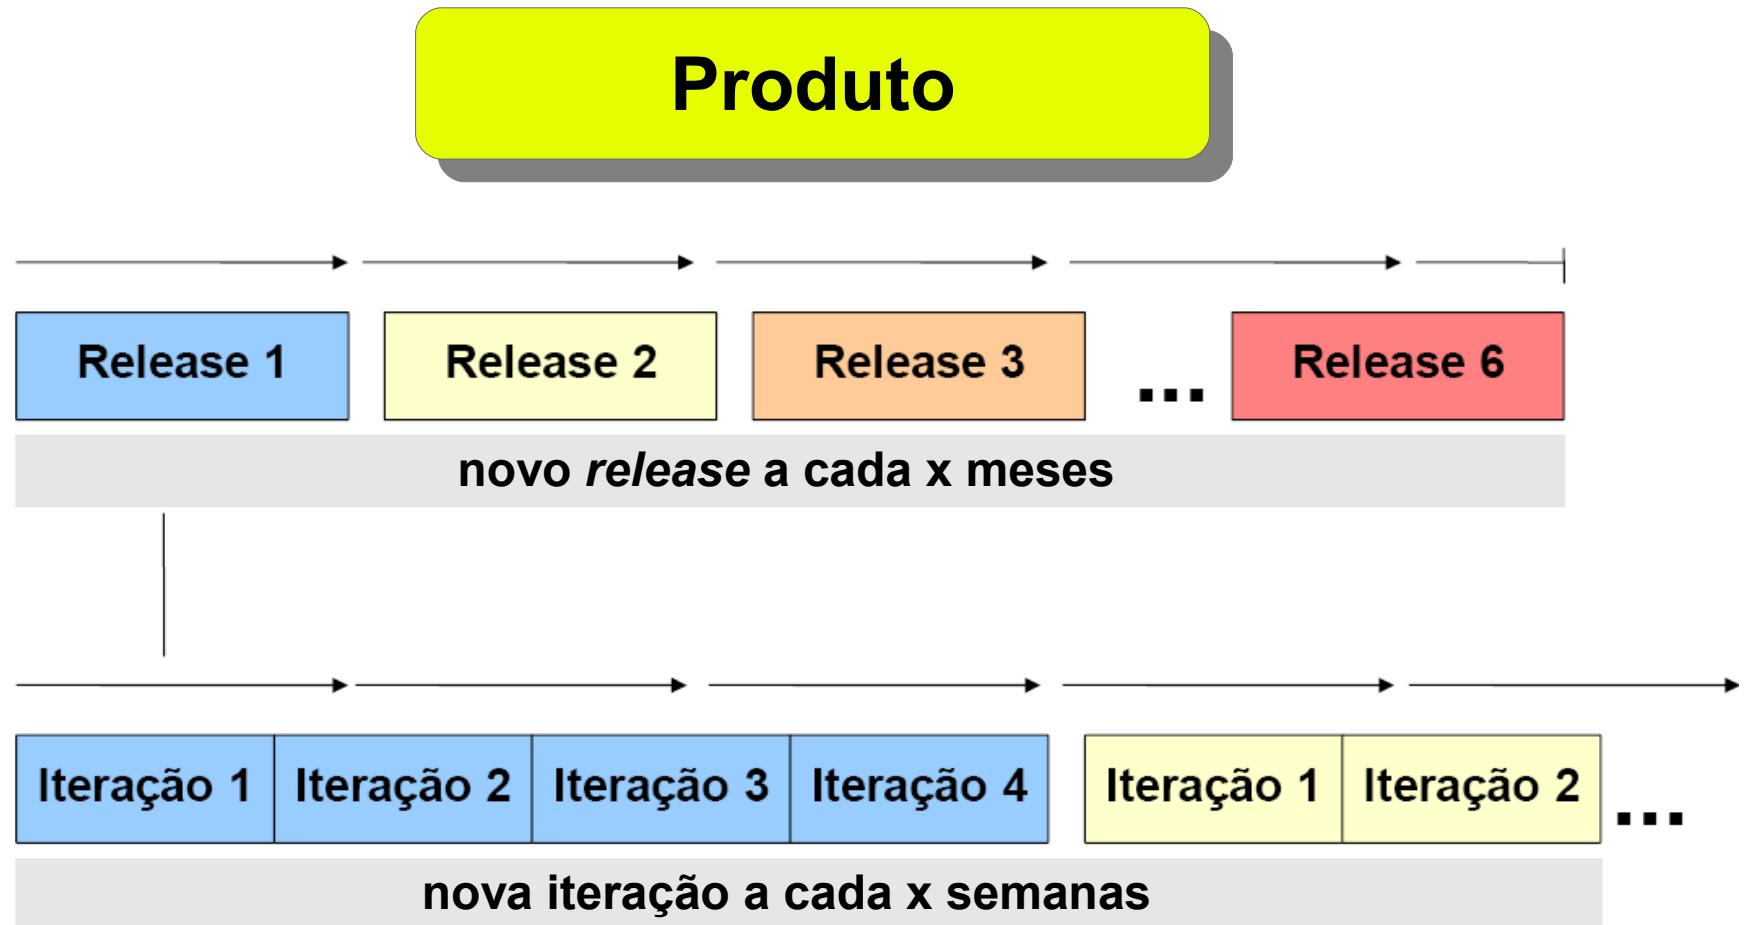 Produto
Release 1 Release 2 Release 3 ... Release 6
novo release a cada x meses
Iteração 1 Iteração 2 Iteração 3 Iteração 4 Iteração 1 Iteração 2 ...
nova iteração a cada x semanas